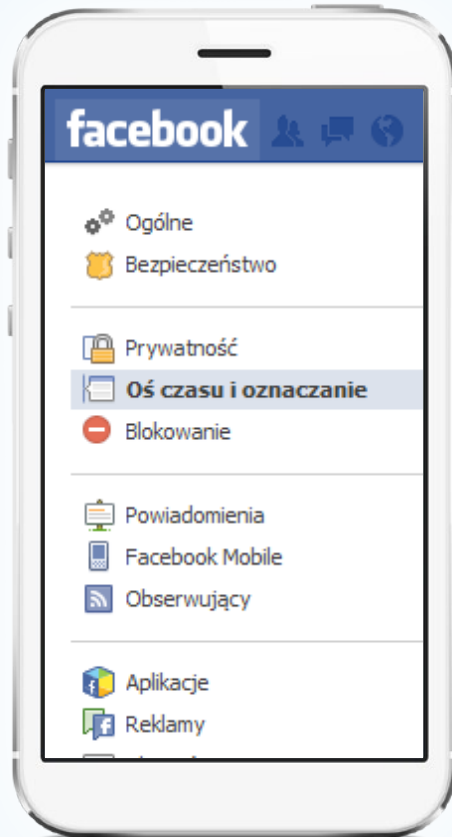 facebook
Ogólne
Bezpieczeństwo
Prywatność
Oś czasu i oznaczanie
Blokowanie
Powiadomienia
Facebook Mobile
Obserwujący
Aplikacje
Reklamy